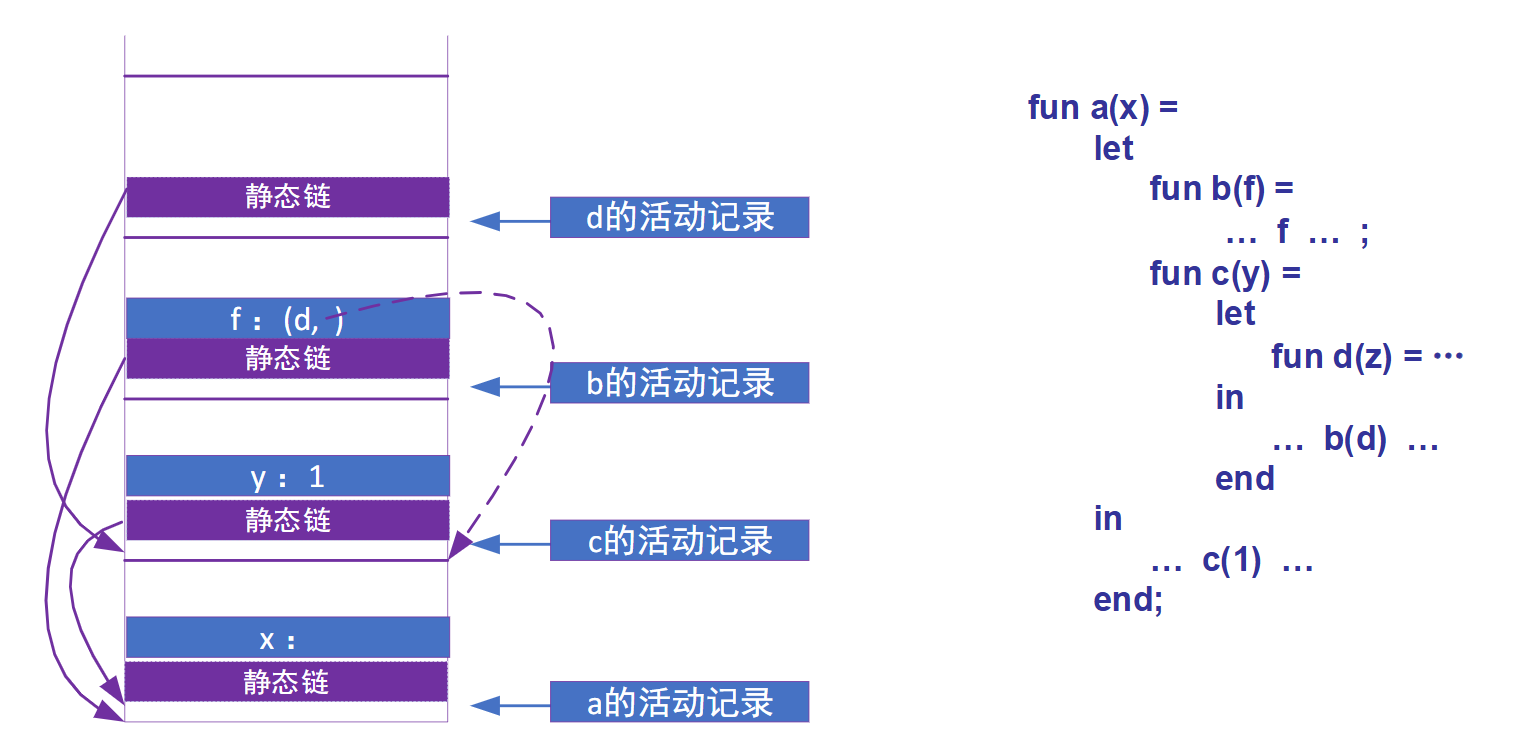 静态链
d的活动记录
f ： (d, )
静态链
b的活动记录
y ： 1
静态链
c的活动记录
x ：
静态链
a的活动记录
fun a(x) =
let
fun b(f) =
… f … ;
fun c(y) =
let
fun d(z) = …
in
… b(d) …
end
in
… c(1) …
end;